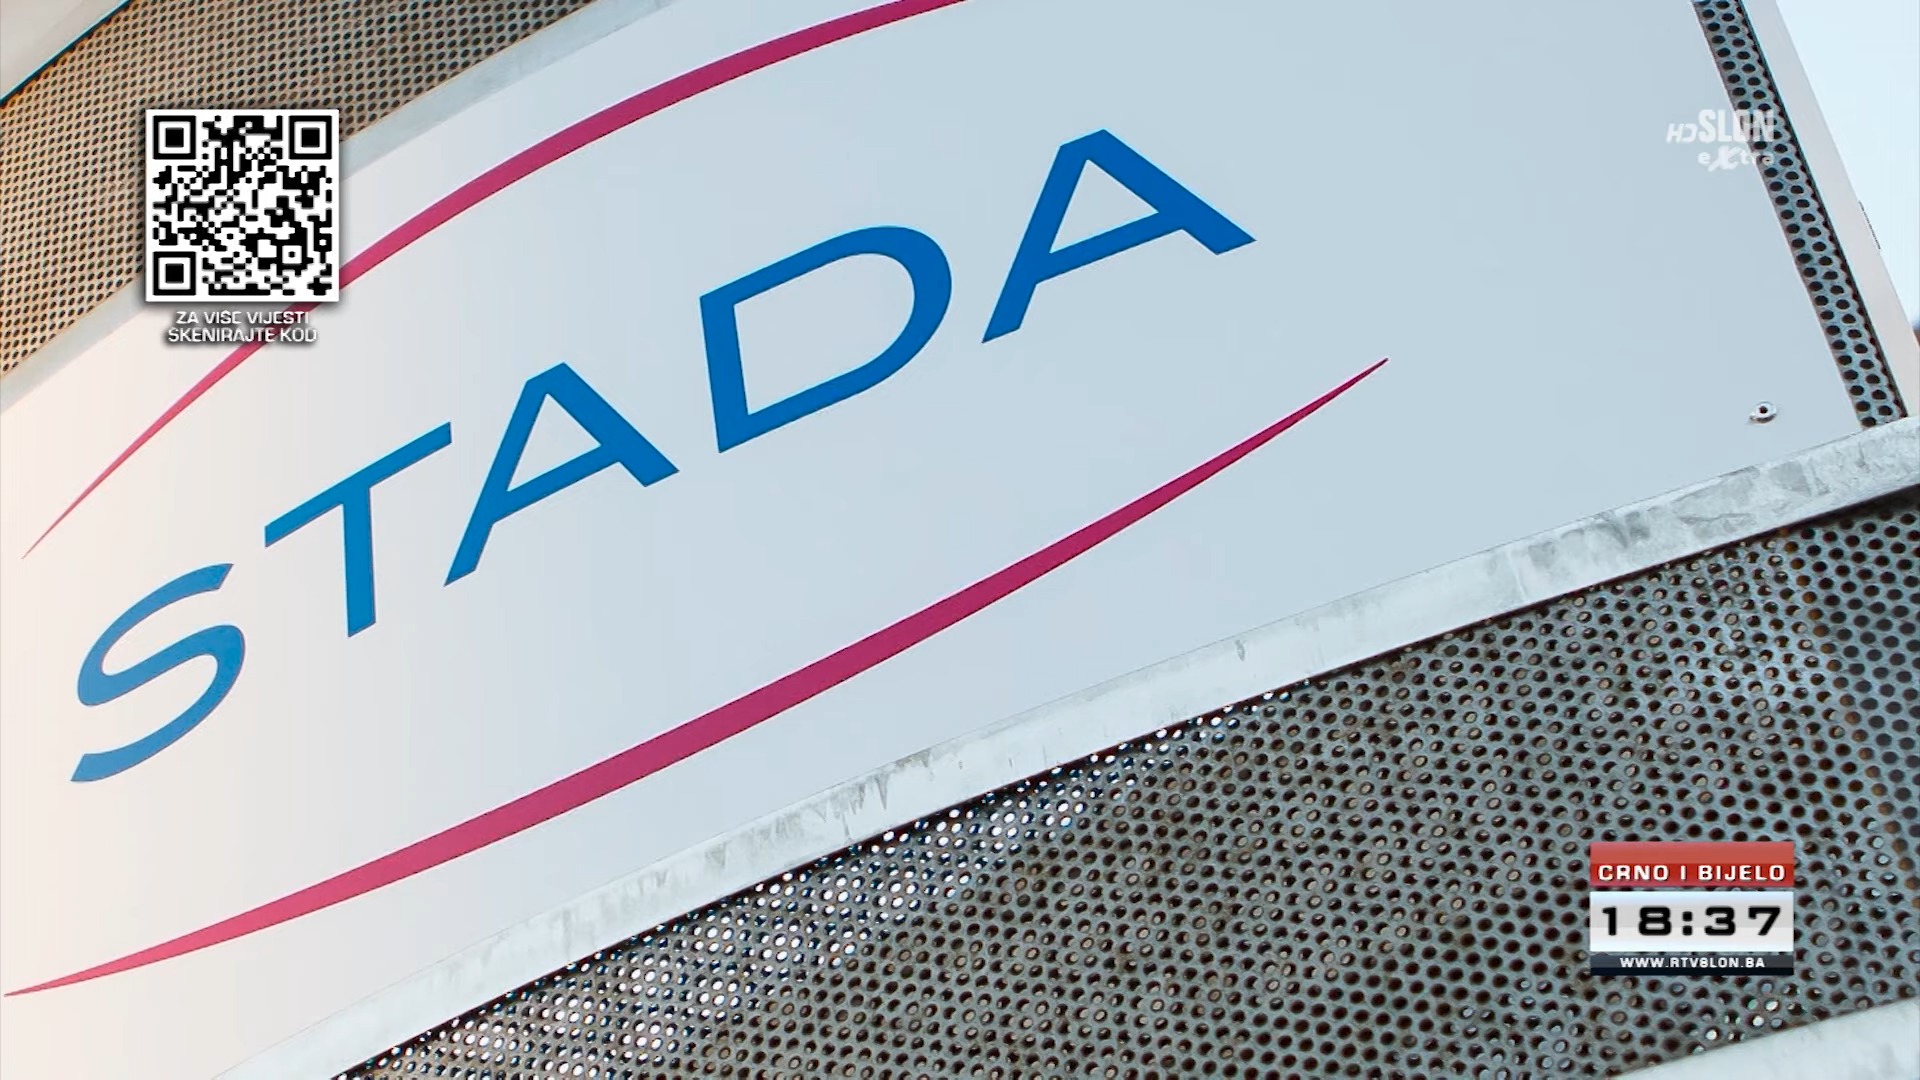 HD SLON
extra
ZA VIŠE VIJESTI
SKENIRAJTE KOD
STADA
CRNO I BIJELO
18:37
WWW.RTVSLON.BA